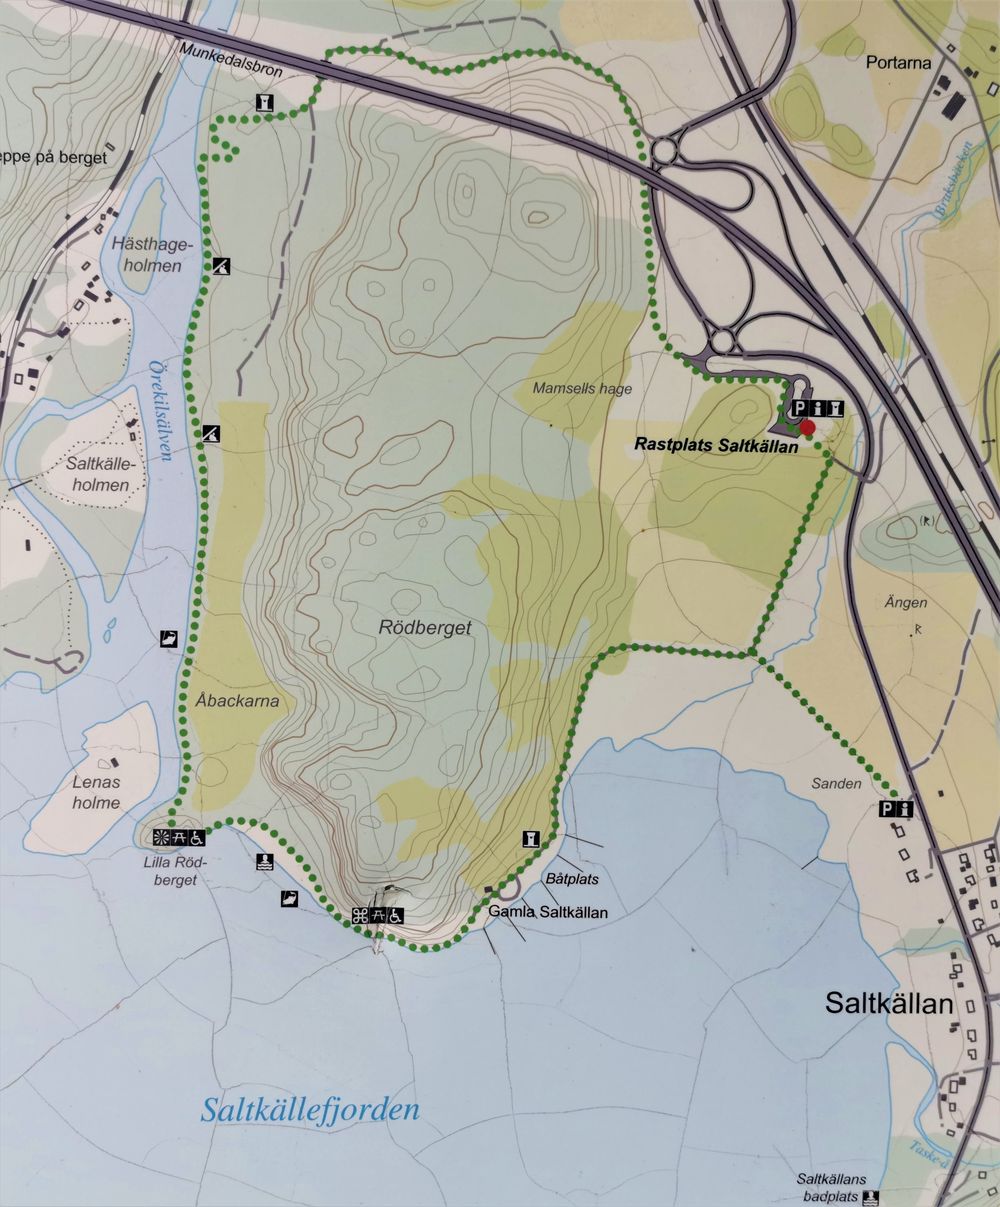 Munkedalsbron
Portarna
eppe på berget
Bruksbäcken
Hästhage-
holmen
Örekilsälven
Mamsells hage
P i
Rastplats Saltkällan
Saltkälle-
holmen
(R)
Ängen
R
Rödberget
Åbackarna
Lenas
holme
Sanden
P i
Lilla Röd-
berget
Båtplats
Gamla Saltkällan
Saltkällan
Saltkällefjorden
Taske-å
Saltkällans
badplats